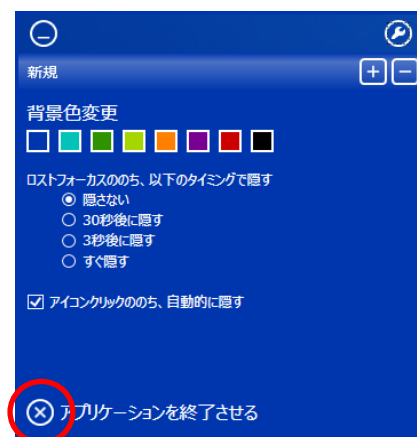 新規
背景色変更
ロストフォーカスののち、以下のタイミングで隠す
隠さない
30秒後に隠す
3秒後に隠す
すぐ隠す
アイコンクリックののち、自動的に隠す
アプリケーションを終了させる